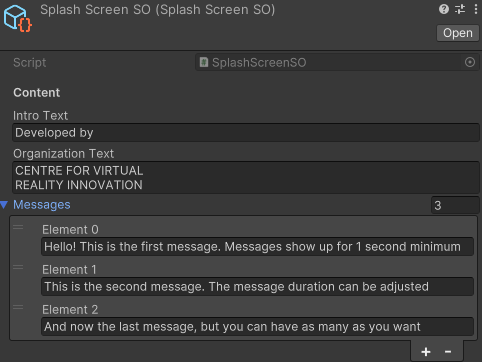 Splash Screen SO (Splash Screen SO)
Open
Script
SplashScreenSO
Content
Intro Text
Developed by
Organization Text
CENTRE FOR VIRTUAL
REALITY INNOVATION
Messages
3
Element 0
Hello! This is the first message. Messages show up for 1 second minimum
Element 1
This is the second message. The message duration can be adjusted
Element 2
And now the last message, but you can have as many as you want